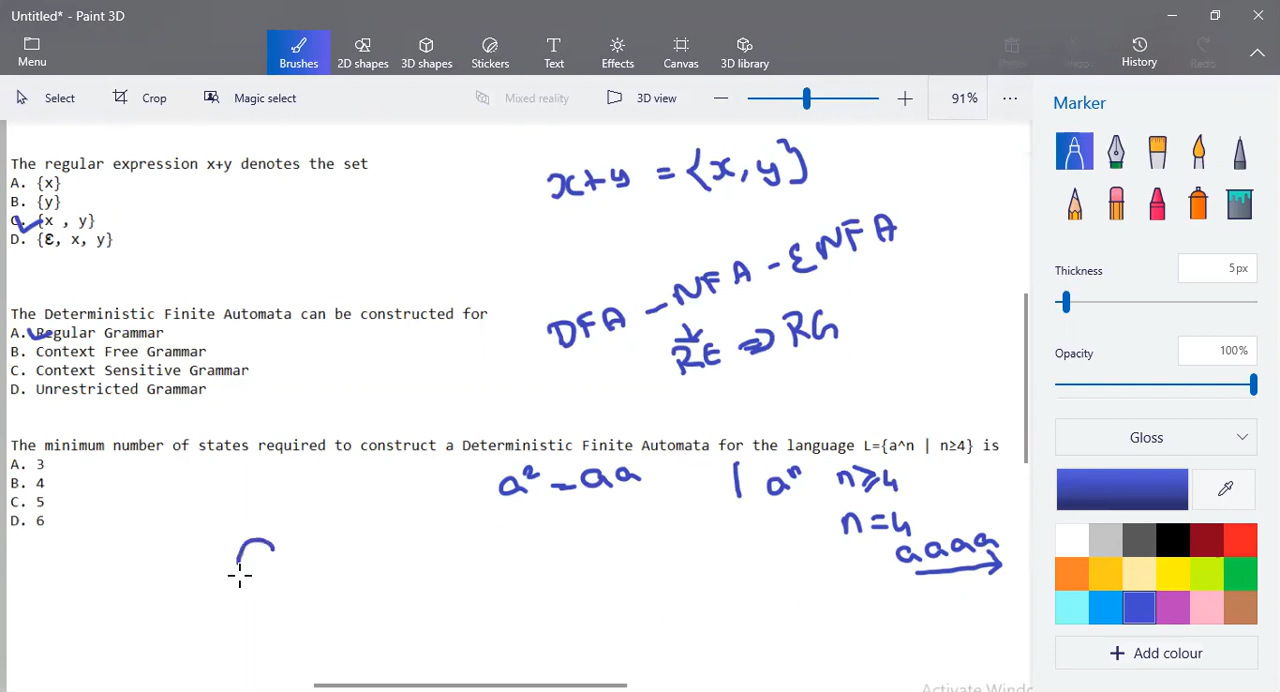 Untitled* - Paint 3D
Menu
Brushes
2D shapes
3D shapes
Stickers
Text
Effects
Canvas
3D library
History
Redo
Select
Crop
Magic select
Mixed reality
3D view
91%
Marker
The regular expression x+y denotes the set
A. {x}
B. {y}
C. {x , y}
D. {Ɛ, x, y}
x+y = {x, y}
The Deterministic Finite Automata can be constructed for
A. Regular Grammar
B. Context Free Grammar
C. Context Sensitive Grammar
D. Unrestricted Grammar
DFA - NFA - ƐNFA
RE => RG
The minimum number of states required to construct a Deterministic Finite Automata for the language L={a^n | n≥4} is
A. 3
B. 4
C. 5
D. 6
a² = aa | aⁿ n≥4
n=4
aaaa
Thickness
5px
Opacity
100%
Gloss
Add colour
Activate Windo